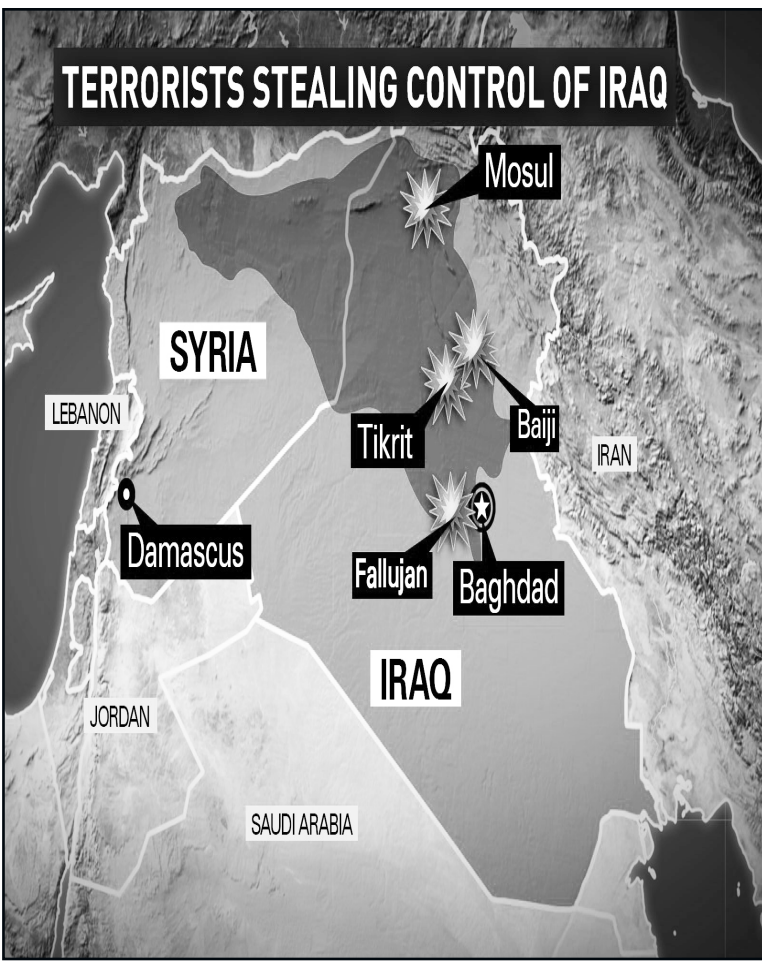 TERRORISTS STEALING CONTROL OF IRAQ
Mosul
SYRIA
LEBANON
Tikrit
Baiji
IRAN
Damascus
Fallujan
Baghdad
IRAQ
JORDAN
SAUDI ARABIA